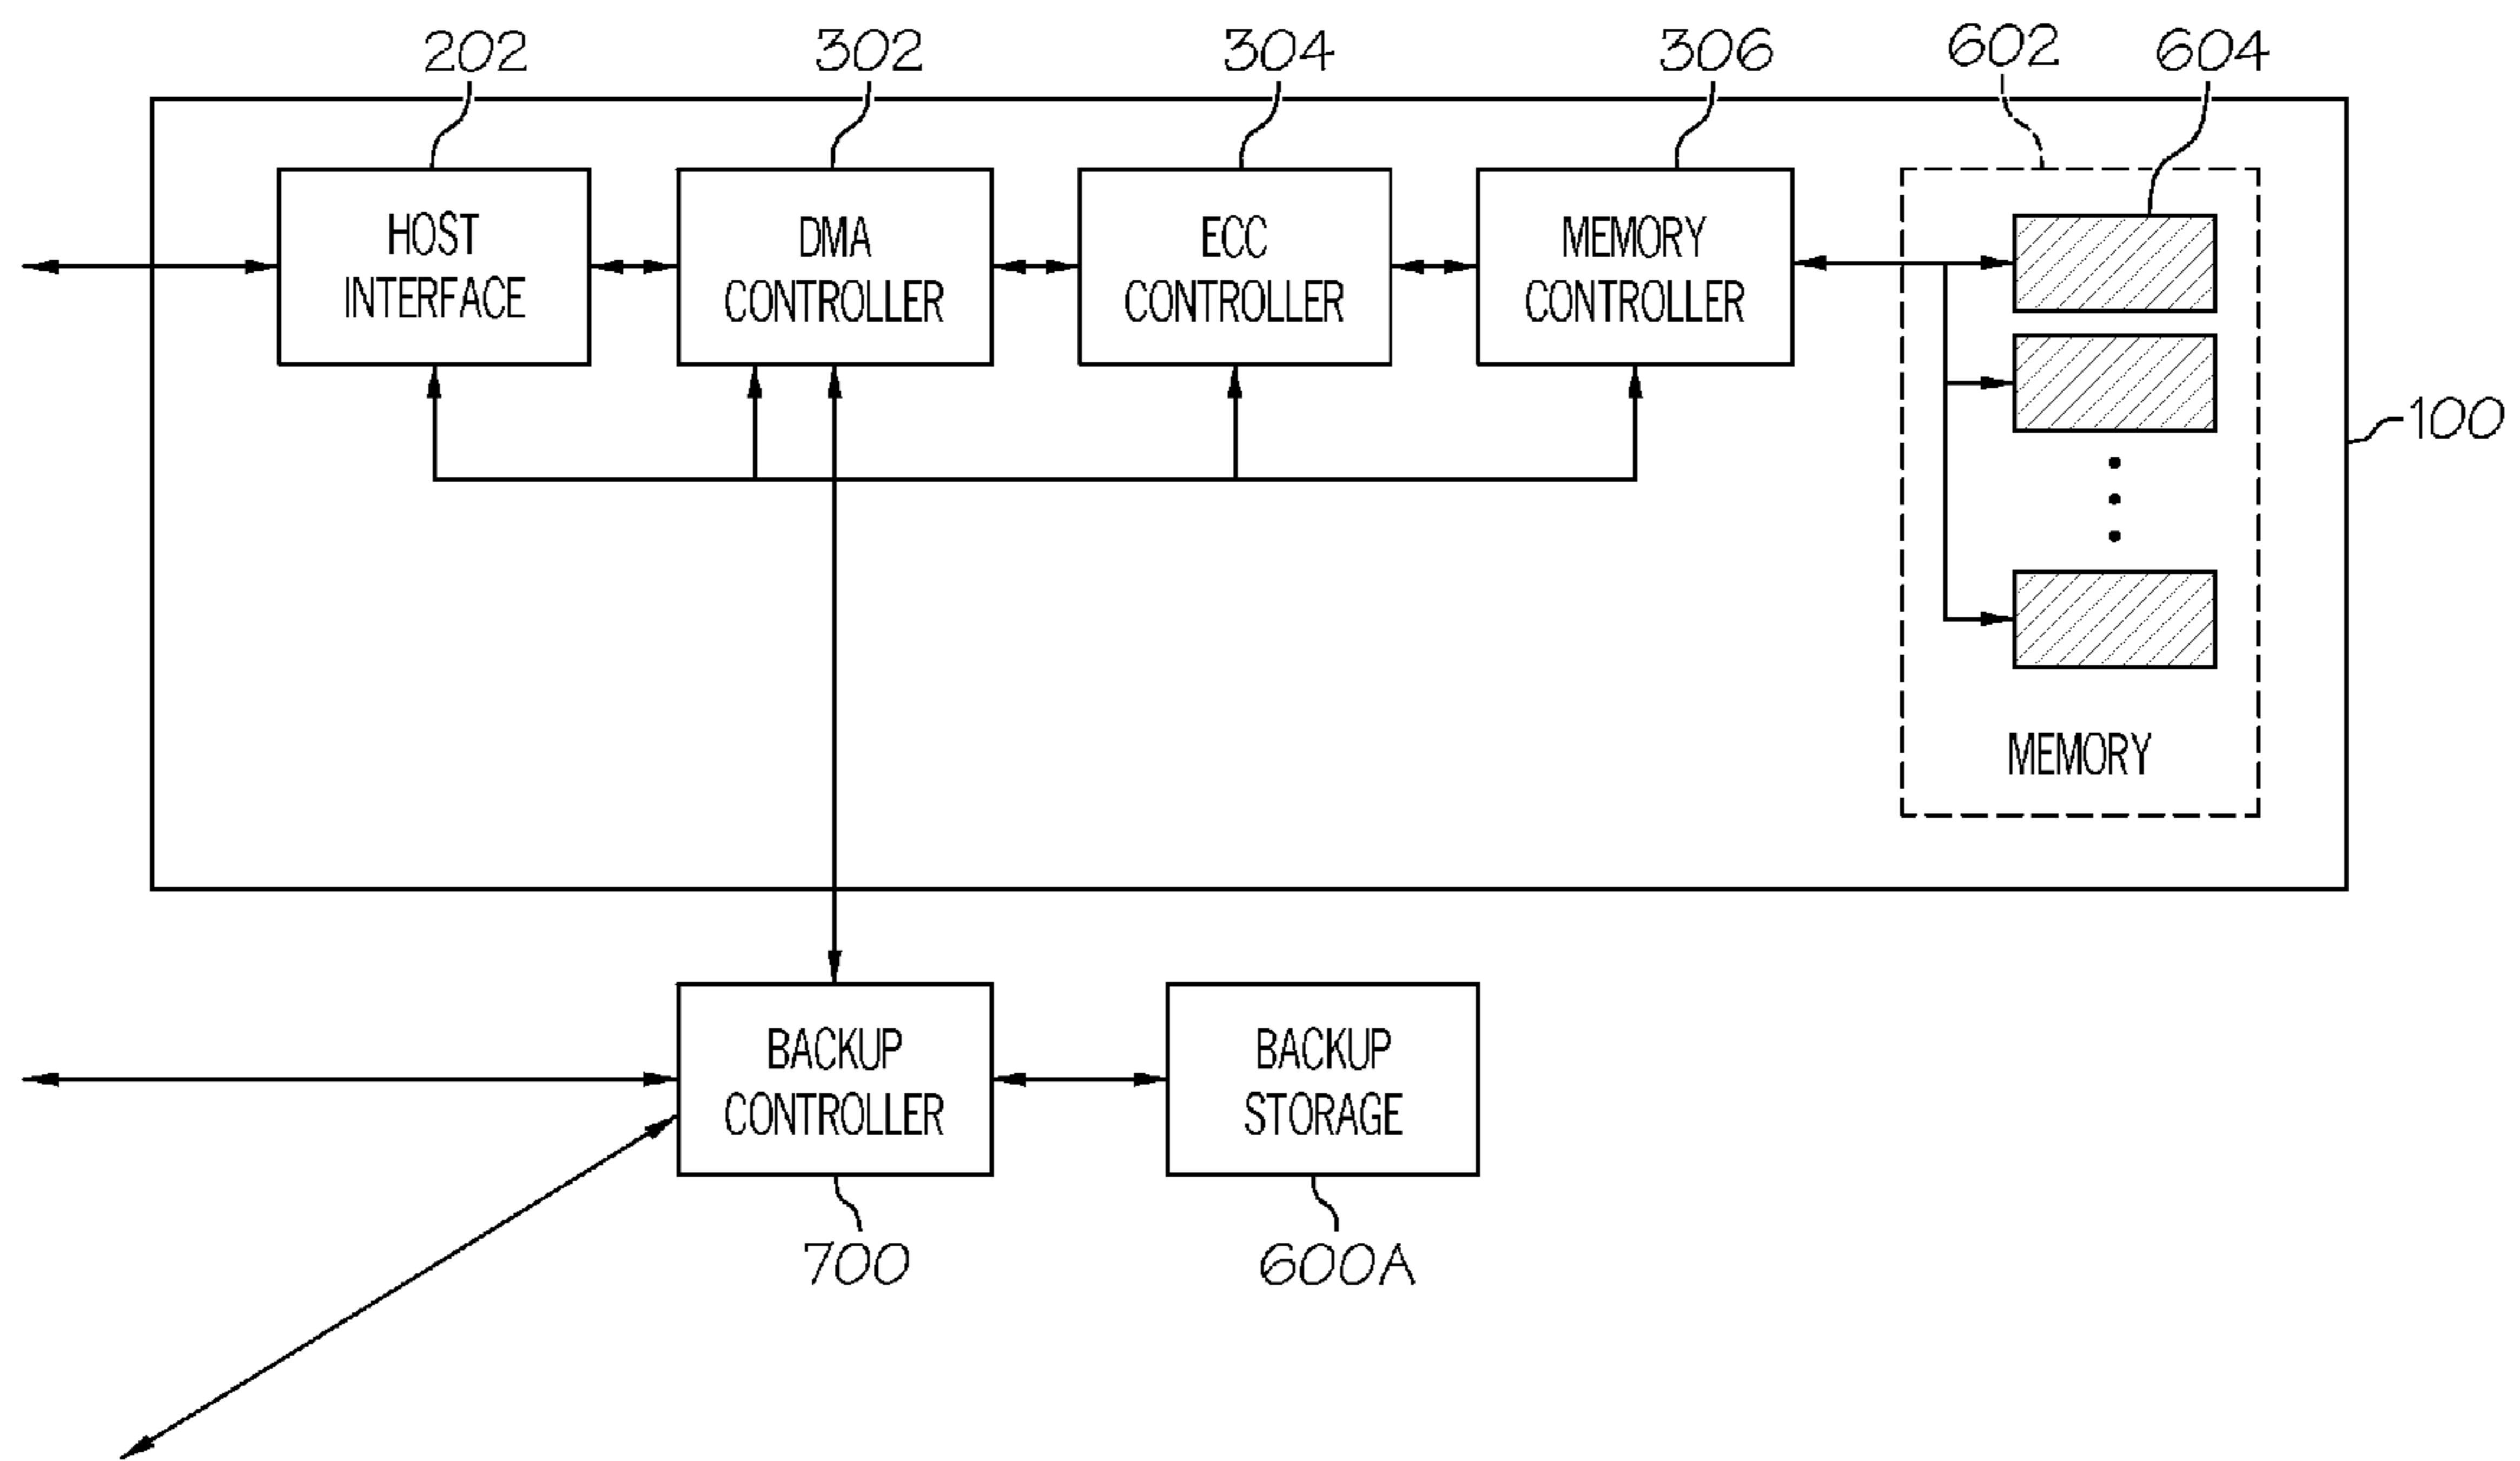 202
302
304
306
602
604
HOST
INTERFACE
DMA
CONTROLLER
ECC
CONTROLLER
MEMORY
CONTROLLER
100
MEMORY
BACKUP
CONTROLLER
BACKUP
STORAGE
700
600A